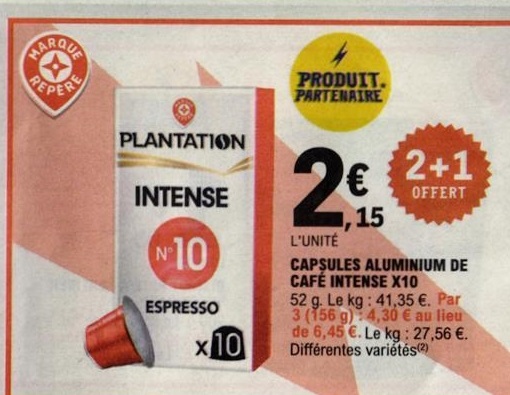 MARQUE
REPÈRE
PLANTATION
INTENSE
N°10
ESPRESSO
x10
PRODUIT.
PARTENAIRE
2€,15
L'UNITÉ
2+1
OFFERT
CAPSULES ALUMINIUM DE
CAFÉ INTENSE X10
52 g. Le kg : 41,35 €. Par
3 (156 g) : 4,30 € au lieu
de 6,45 €. Le kg : 27,56 €.
Différentes variétés(2)